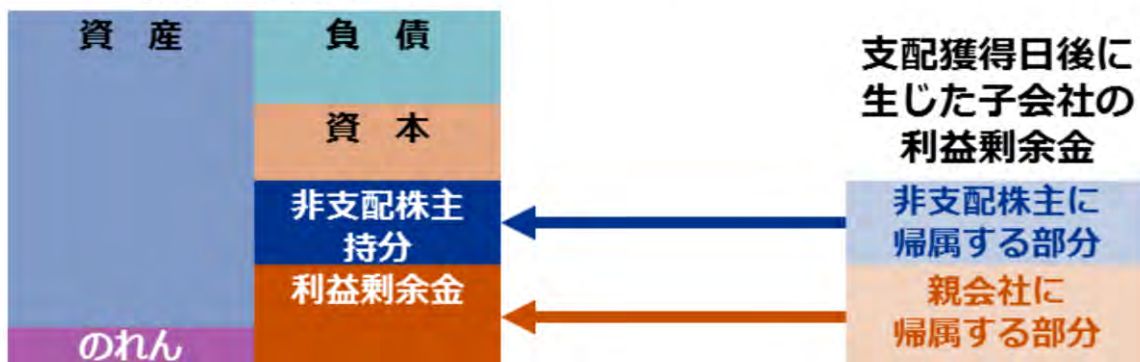 資 産
負 債
資 本
非支配株主
持分
利益剰余金
のれん
支配獲得日後に
生じた子会社の
利益剰余金
非支配株主に
帰属する部分
親会社に
帰属する部分